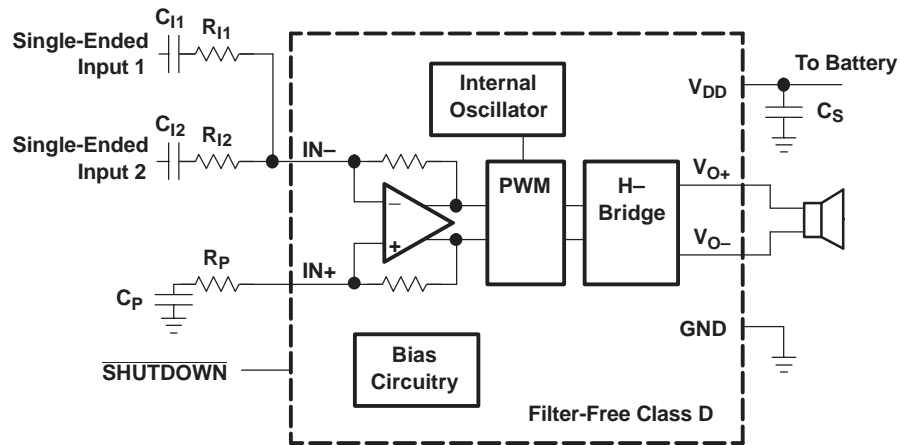 Single-Ended
Input 1
C_I1
R_I1
Single-Ended
Input 2
C_I2
R_I2
IN–
IN+
R_P
C_P
SHUTDOWN
Internal
Oscillator
–
+
PWM
H–
Bridge
Bias
Circuitry
Filter-Free Class D
V_DD
To Battery
C_S
V_O+
V_O–
GND